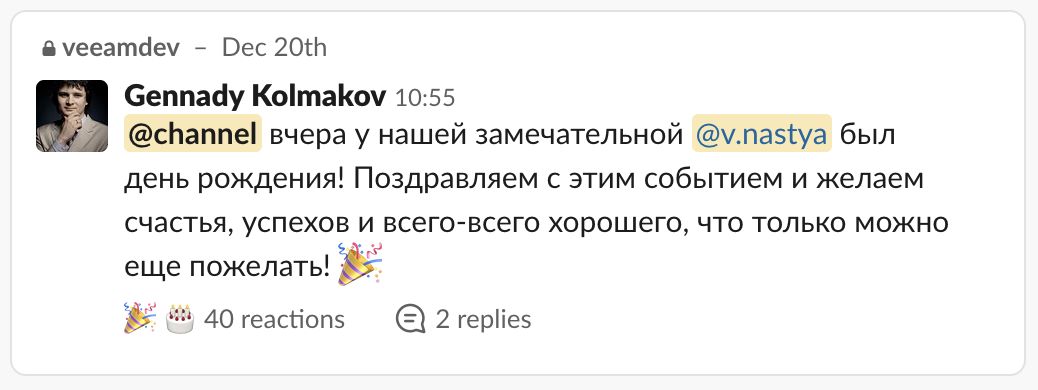 veeamdev – Dec 20th
Gennady Kolmakov 10:55
@channel вчера у нашей замечательной @v.nastya был
день рождения! Поздравляем с этим событием и желаем
счастья, успехов и всего-всего хорошего, что только можно
еще пожелать! 🎉
🎉 🎂 40 reactions 2 replies